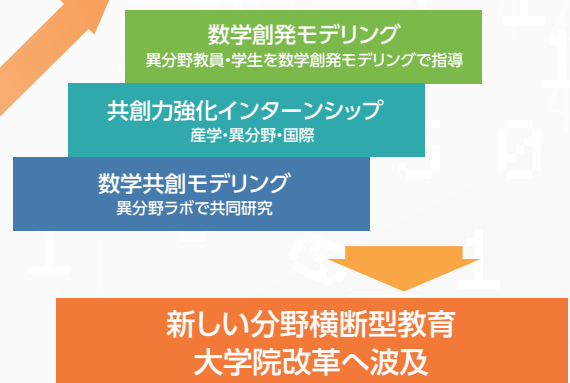 数学創発モデリング
異分野教員・学生を数学創発モデリングで指導
共創力強化インターンシップ
産学・異分野・国際
数学共創モデリング
異分野ラボで共同研究
新しい分野横断型教育
大学院改革へ波及